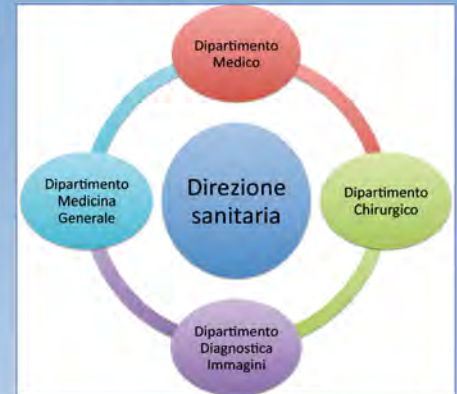 Dipartimento
Medico
Dipartimento
Medicina
Generale
Direzione
sanitaria
Dipartimento
Chirurgico
Dipartimento
Diagnostica
Immagini